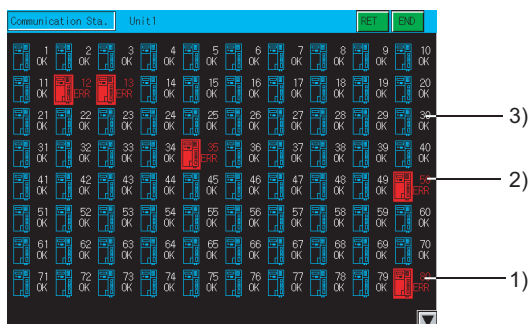 Communication Sta. Unit1 RET END
1 2 3 4 5 6 7 8 9 10
OK OK OK OK OK OK OK OK OK OK
11 12 13 14 15 16 17 18 19 20
OK ERR ERR OK OK OK OK OK OK OK
21 22 23 24 25 26 27 28 29 30
OK OK OK OK OK OK OK OK OK OK
3)
31 32 33 34 35 36 37 38 39 40
OK OK OK OK ERR OK OK OK OK OK
41 42 43 44 45 46 47 48 49 50
OK OK OK OK OK OK OK OK OK ERR
2)
51 52 53 54 55 56 57 58 59 60
OK OK OK OK OK OK OK OK OK OK
61 62 63 64 65 66 67 68 69 70
OK OK OK OK OK OK OK OK OK OK
71 72 73 74 75 76 77 78 79 80
OK OK OK OK OK OK OK OK OK ERR
1)